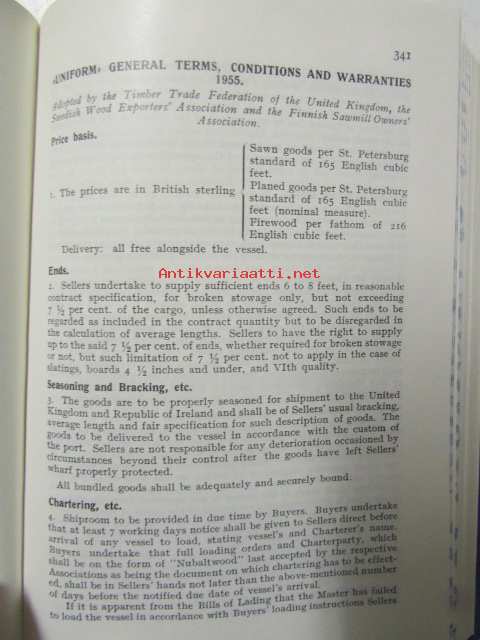 341
«UNIFORM» GENERAL TERMS, CONDITIONS AND WARRANTIES
1955.
Adopted by the Timber Trade Federation of the United Kingdom, the
Swedish Wood Exporters' Association and the Finnish Sawmill Owners'
Association.
Price basis.
1. The prices are in British sterling
Sawn goods per St. Petersburg
standard of 165 English cubic
feet.
Planed goods per St. Petersburg
standard of 165 English cubic
feet (nominal measure).
Firewood per fathom of 216
English cubic feet.
Delivery: all free alongside the vessel.
Antikvariaatti.net
Ends.
2. Sellers undertake to supply sufficient ends 6 to 8 feet, in reasonable
contract specification, for broken stowage only, but not exceeding
7 ½ per cent. of the cargo, unless otherwise agreed. Such ends to be
regarded as included in the contract quantity but to be disregarded in
the calculation of average lengths. Sellers to have the right to supply
up to the said 7 ½ per cent. of ends, whether required for broken stowage
or not, but such limitation of 7 ½ per cent. not to apply in the case of
slatings, boards 4 ½ inches and under, and VIth quality.
Seasoning and Bracking, etc.
3. The goods are to be properly seasoned for shipment to the United
Kingdom and Republic of Ireland and shall be of Sellers' usual bracking,
average length and fair specification for such description of goods. The
goods to be delivered to the vessel in accordance with the custom of
the port. Sellers are not responsible for any deterioration occasioned by
circumstances beyond their control after the goods have left Sellers'
wharf properly protected.
All bundled goods shall be adequately and securely bound.
Chartering, etc.
4. Shiproom to be provided in due time by Buyers. Buyers undertake
that at least 7 working days notice shall be given to Sellers direct before
arrival of any vessel to load, stating vessel's and Charterer's name.
Buyers undertake that full loading orders and Charterparty, which
shall be on the form of "Nubaltwood" last accepted by the respective
Associations as being the document on which chartering has to be effect-
ed, shall be in Sellers' hands not later than the above-mentioned number
of days before the notified due date of vessel's arrival.
If it is apparent from the Bills of Lading that the Master has failed
to load the vessel in accordance with Buyers' loading instructions Sellers